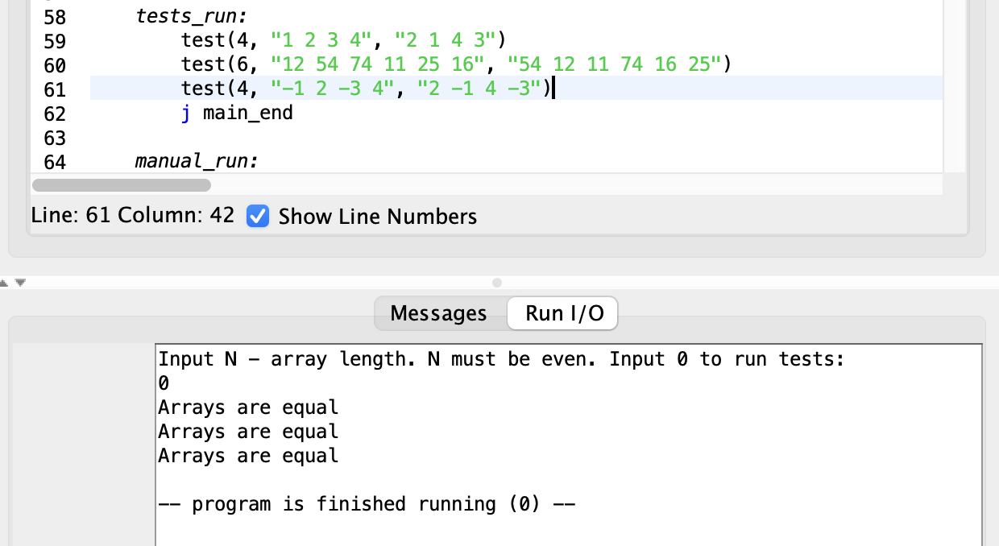 58 tests_run:
59 test(4, "1 2 3 4", "2 1 4 3")
60 test(6, "12 54 74 11 25 16", "54 12 11 74 16 25")
61 test(4, "−1 2 −3 4", "2 −1 4 −3")
62 j main_end
63
64 manual_run:
Line: 61 Column: 42 Show Line Numbers
Messages Run I/O
Input N − array length. N must be even. Input 0 to run tests:
0
Arrays are equal
Arrays are equal
Arrays are equal
−− program is finished running (0) −−